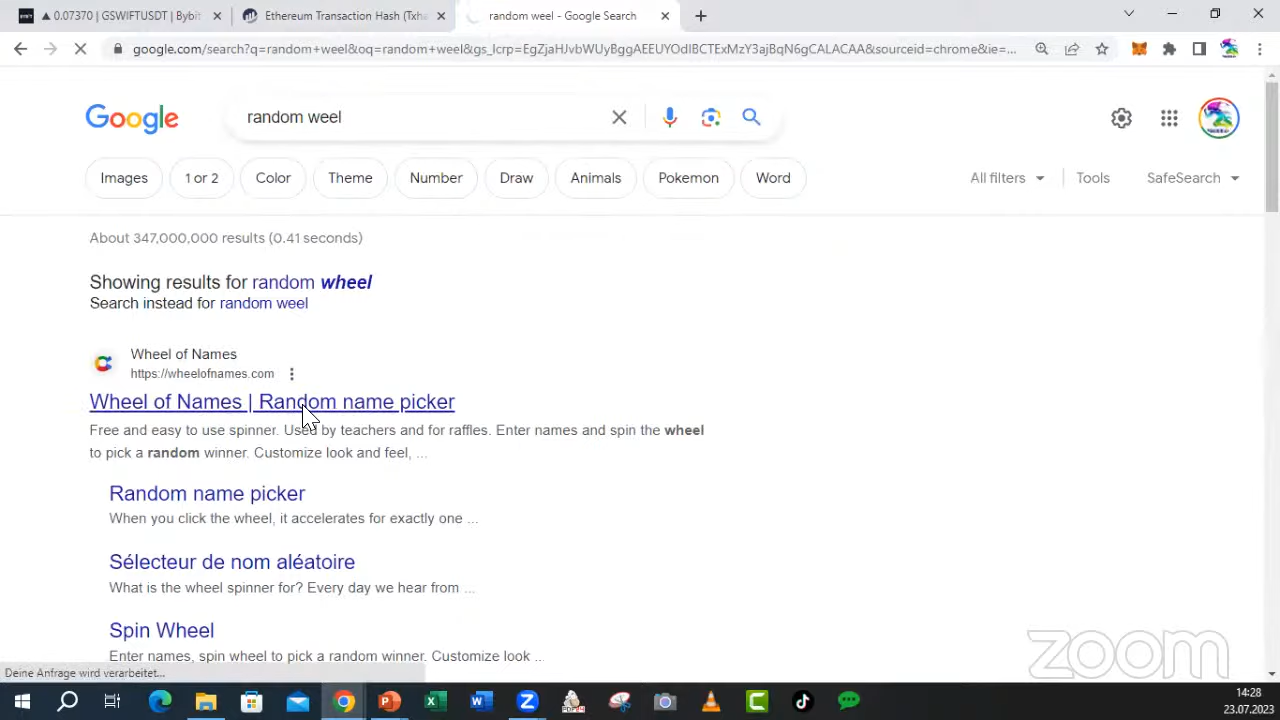 ▲ 0.07370 | GSWIFTUSDT | Bybit
Ethereum Transaction Hash (Txha
random weel - Google Search
google.com/search?q=random+weel&oq=random+weel&gs_lcrp=EgZjaHJvbWUyBggAEEUYOdIBCTExMzY3ajBqN6gCALACAA&sourceid=chrome&ie=...
Google
random weel
Images
1 or 2
Color
Theme
Number
Draw
Animals
Pokemon
Word
All filters
Tools
SafeSearch
About 347,000,000 results (0.41 seconds)
Showing results for random wheel
Search instead for random weel
Wheel of Names
https://wheelofnames.com
Wheel of Names | Random name picker
Free and easy to use spinner. Used by teachers and for raffles. Enter names and spin the wheel
to pick a random winner. Customize look and feel, ...
Random name picker
When you click the wheel, it accelerates for exactly one ...
Sélecteur de nom aléatoire
What is the wheel spinner for? Every day we hear from ...
Spin Wheel
Enter names, spin wheel to pick a random winner. Customize look ...
zoom
Deine Anfrage wird verarbeitet...
14:28
23.07.2023